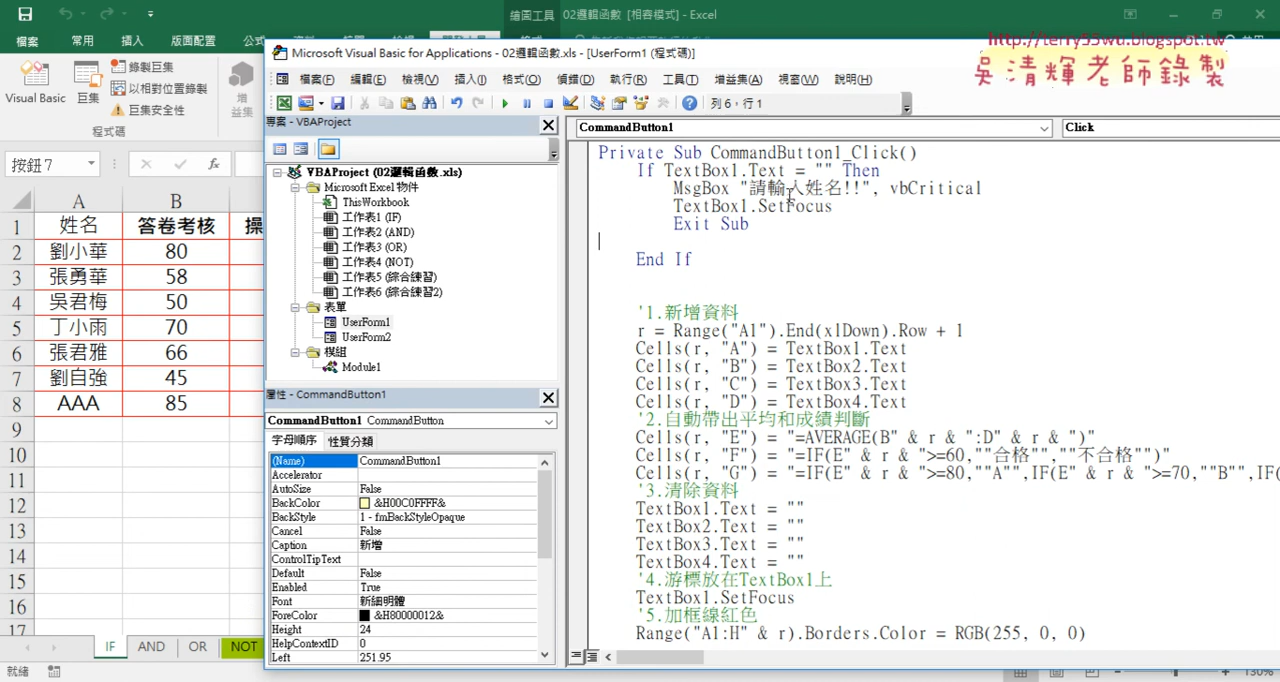 繪圖工具 02邏輯函數 [相容模式] - Excel
檔案 常用 插入 版面配置 公式
http://terry55wu.blogspot.tw
吳清輝老師錄製
Visual Basic 巨集 錄製巨集 以相對位置錄製 巨集安全性 增益集
程式碼
按鈕7 fx
A B
1 姓名 答卷考核 操
2 劉小華 80
3 張勇華 58
4 吳君梅 50
5 丁小雨 70
6 張君雅 66
7 劉自強 45
8 AAA 85
9
10
11
12
13
14
15
16
17
IF AND OR NOT
就緒 130%
Microsoft Visual Basic for Applications - 02邏輯函數.xls - [UserForm1 (程式碼)]
檔案(F) 編輯(E) 檢視(V) 插入(I) 格式(O) 偵錯(D) 執行(R) 工具(T) 增益集(A) 視窗(W) 說明(H)
列 6，行 1
專案 - VBAProject
VBAProject (02邏輯函數.xls)
Microsoft Excel 物件
ThisWorkbook
工作表1 (IF)
工作表2 (AND)
工作表3 (OR)
工作表4 (NOT)
工作表5 (綜合練習)
工作表6 (綜合練習2)
表單
UserForm1
UserForm2
模組
Module1
屬性 - CommandButton1
CommandButton1 CommandButton
字母順序 性質分類
(Name) CommandButton1
Accelerator
AutoSize False
BackColor &H00C0FFFF&
BackStyle 1 - fmBackStyleOpaque
Cancel False
Caption 新增
ControlTipText
Default False
Enabled True
Font 新細明體
ForeColor &H80000012&
Height 24
HelpContextID 0
Left 251.95
CommandButton1 Click
Private Sub CommandButton1_Click()
If TextBox1.Text = "" Then
MsgBox "請輸入姓名!!", vbCritical
TextBox1.SetFocus
Exit Sub
End If
'1.新增資料
r = Range("A1").End(xlDown).Row + 1
Cells(r, "A") = TextBox1.Text
Cells(r, "B") = TextBox2.Text
Cells(r, "C") = TextBox3.Text
Cells(r, "D") = TextBox4.Text
'2.自動帶出平均和成績判斷
Cells(r, "E") = "=AVERAGE(B" & r & ":D" & r & ")"
Cells(r, "F") = "=IF(E" & r & ">=60,""合格"",""不合格"")"
Cells(r, "G") = "=IF(E" & r & ">=80,""A"",IF(E" & r & ">=70,""B"",IF(
'3.清除資料
TextBox1.Text = ""
TextBox2.Text = ""
TextBox3.Text = ""
TextBox4.Text = ""
'4.游標放在TextBox1上
TextBox1.SetFocus
'5.加框線紅色
Range("A1:H" & r).Borders.Color = RGB(255, 0, 0)